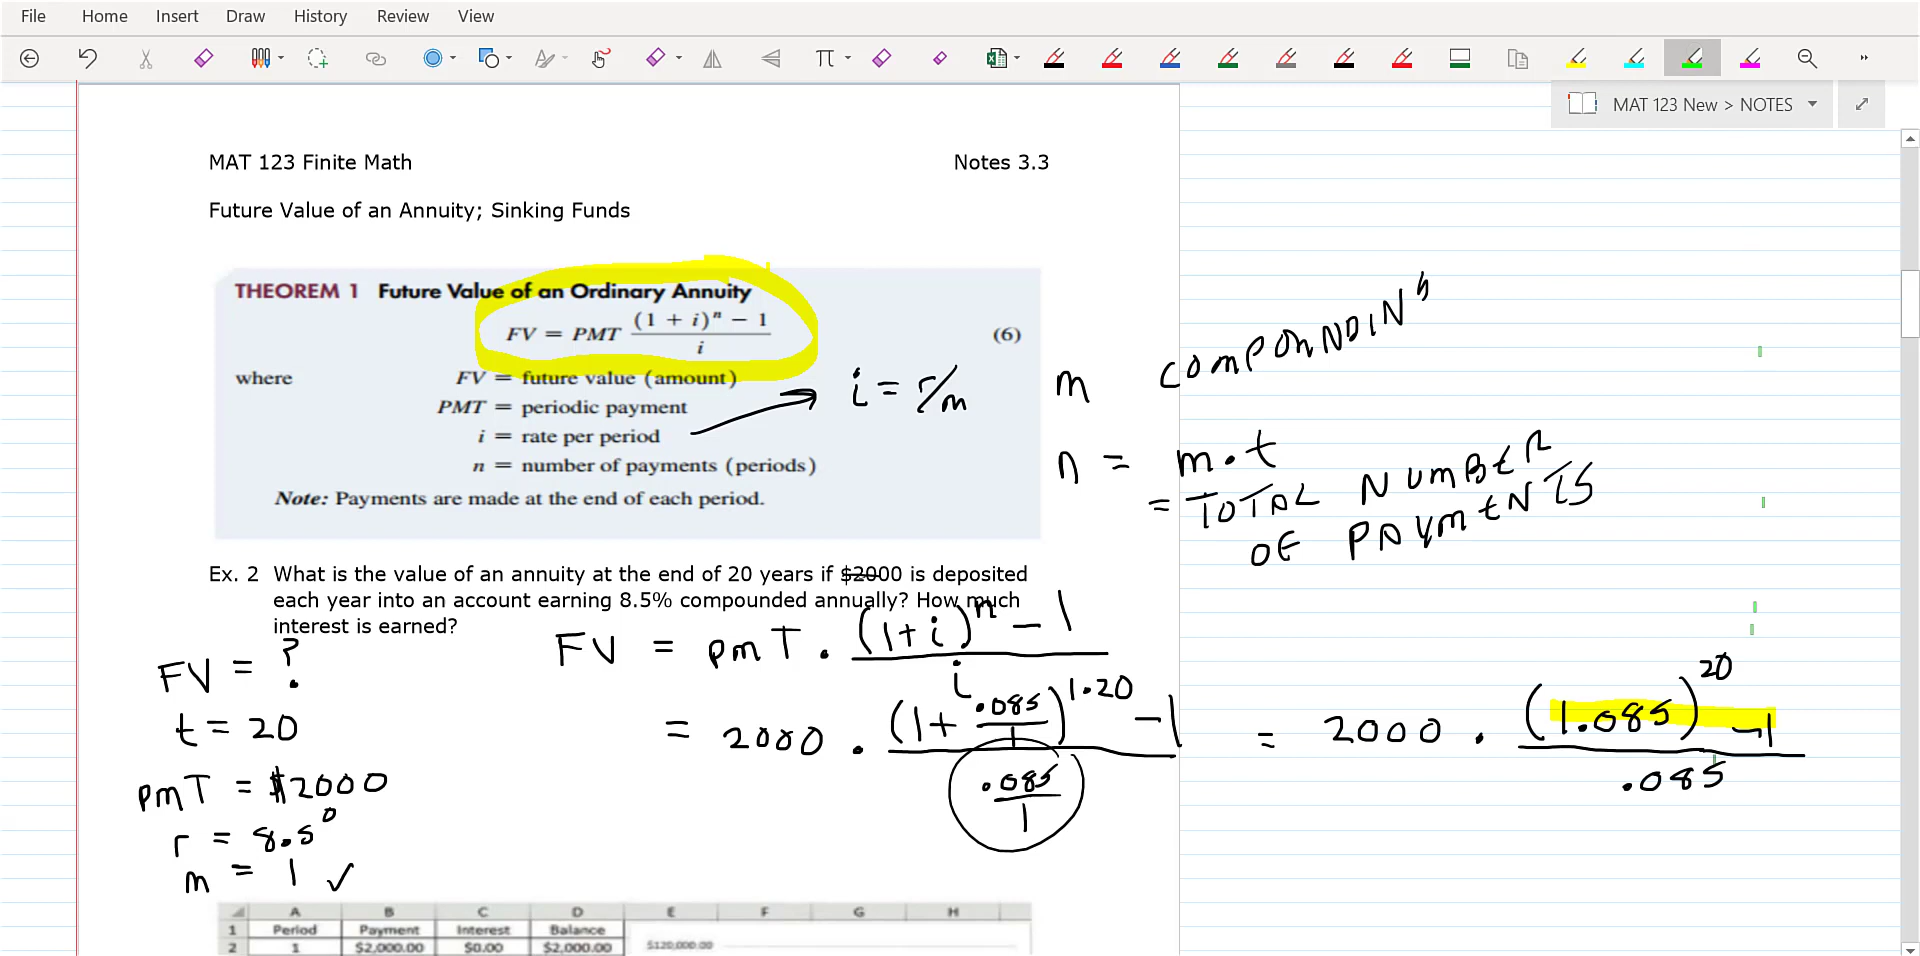 File Home Insert Draw History Review View
MAT 123 New > NOTES
MAT 123 Finite Math Notes 3.3
Future Value of an Annuity; Sinking Funds
THEOREM 1 Future Value of an Ordinary Annuity
FV = PMT ((1 + i)^n − 1)/i (6)
where FV = future value (amount)
PMT = periodic payment
i = rate per period
n = number of payments (periods)
Note: Payments are made at the end of each period.
i = r/m
m COMPOUNDINGS
n = m·t
= TOTAL NUMBER
OF PAYMENTS
Ex. 2 What is the value of an annuity at the end of 20 years if $2000 is deposited
each year into an account earning 8.5% compounded annually? How much
interest is earned?
FV = ?
t = 20
PMT = $2000
r = 8.5%
m = 1 ✓
FV = PMT · ((1+i)^n − 1)/i
= 2000 · ((1 + .085/1)^1·20 − 1)/(.085/1) = 2000 · ((1.085)^20 − 1)/.085
A B C D E F G H
1 Period Payment Interest Balance
2 1 $2,000.00 $0.00 $2,000.00 $120,000.00